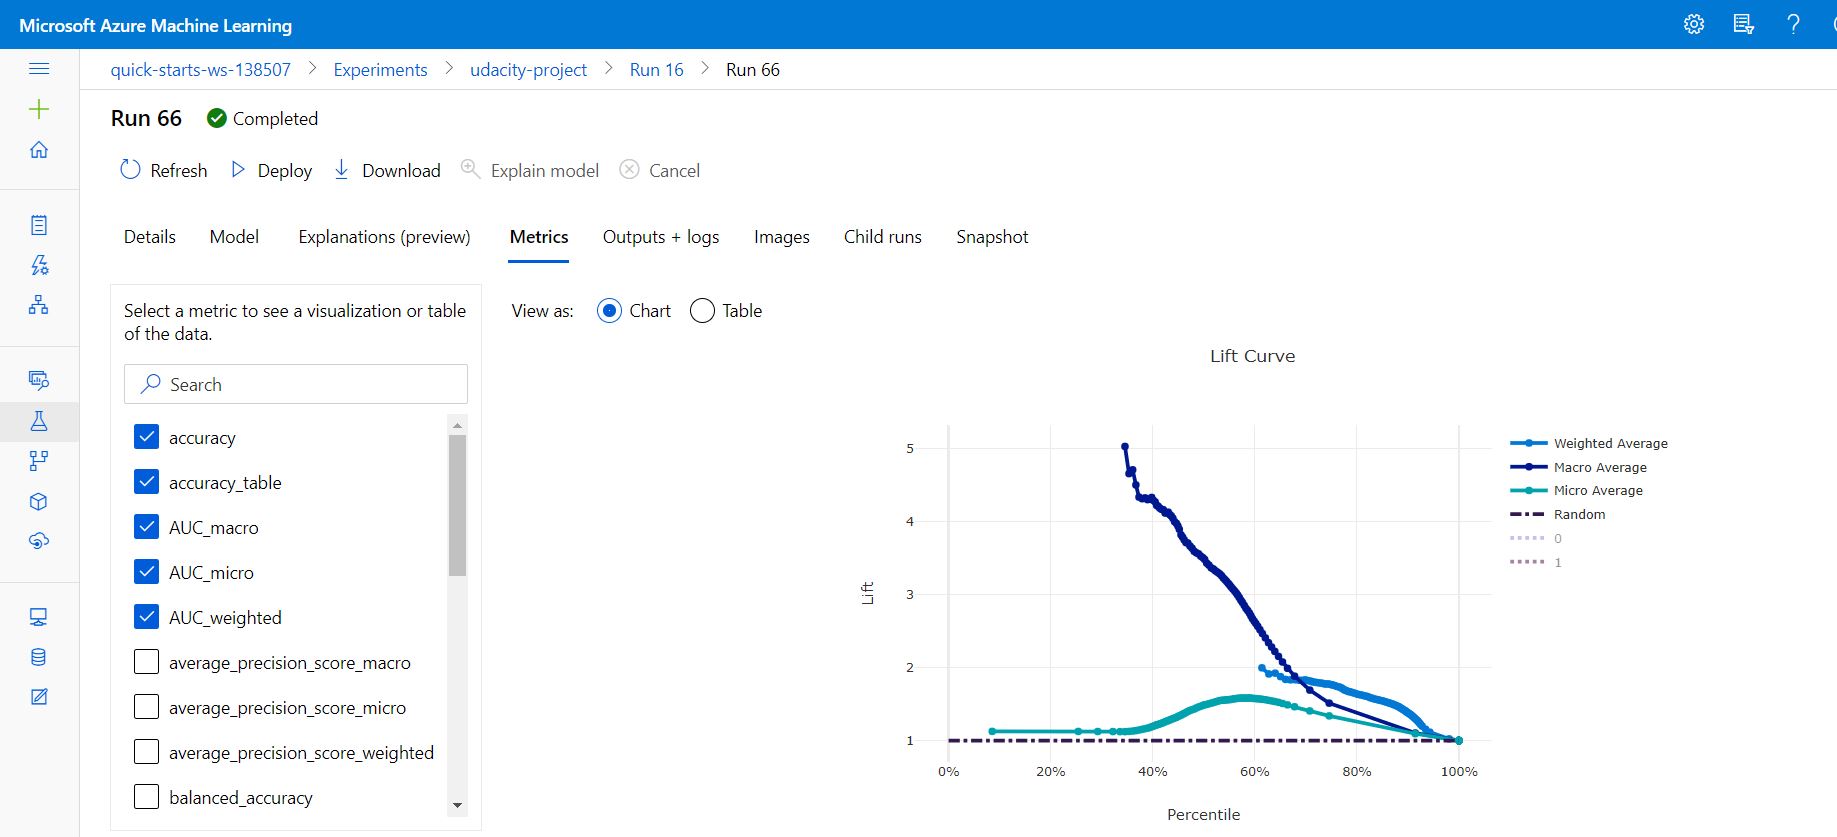 Microsoft Azure Machine Learning
quick-starts-ws-138507 > Experiments > udacity-project > Run 16 > Run 66
Run 66 Completed
Refresh Deploy Download Explain model Cancel
Details Model Explanations (preview) Metrics Outputs + logs Images Child runs Snapshot
Select a metric to see a visualization or table
of the data.
Search
accuracy
accuracy_table
AUC_macro
AUC_micro
AUC_weighted
average_precision_score_macro
average_precision_score_micro
average_precision_score_weighted
balanced_accuracy
View as: Chart Table
Lift Curve
5
4
3
2
1
Lift
0% 20% 40% 60% 80% 100%
Percentile
Weighted Average
Macro Average
Micro Average
Random
0
1